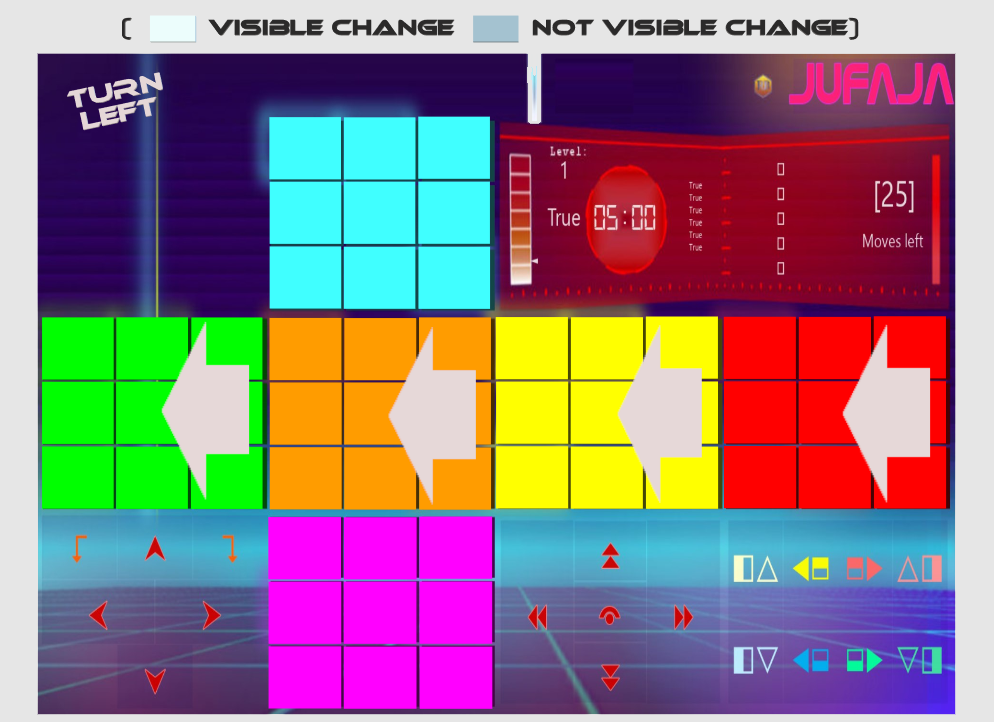 ( VISIBLE CHANGE NOT VISIBLE CHANGE)
TURN
LEFT
JUFAJA
Level:
1
True
05:00
True
True
True
True
True
True
[25]
Moves left